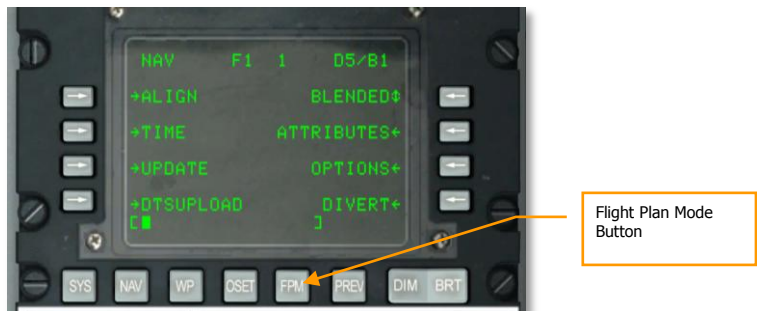 NAV F1 1 D5/B1
→ALIGN BLENDED⌽
→TIME ATTRIBUTES←
→UPDATE OPTIONS←
→DTSUPLOAD DIVERT←
[ ]
SYS NAV WP OSET FPM PREV DIM BRT
Flight Plan Mode
Button